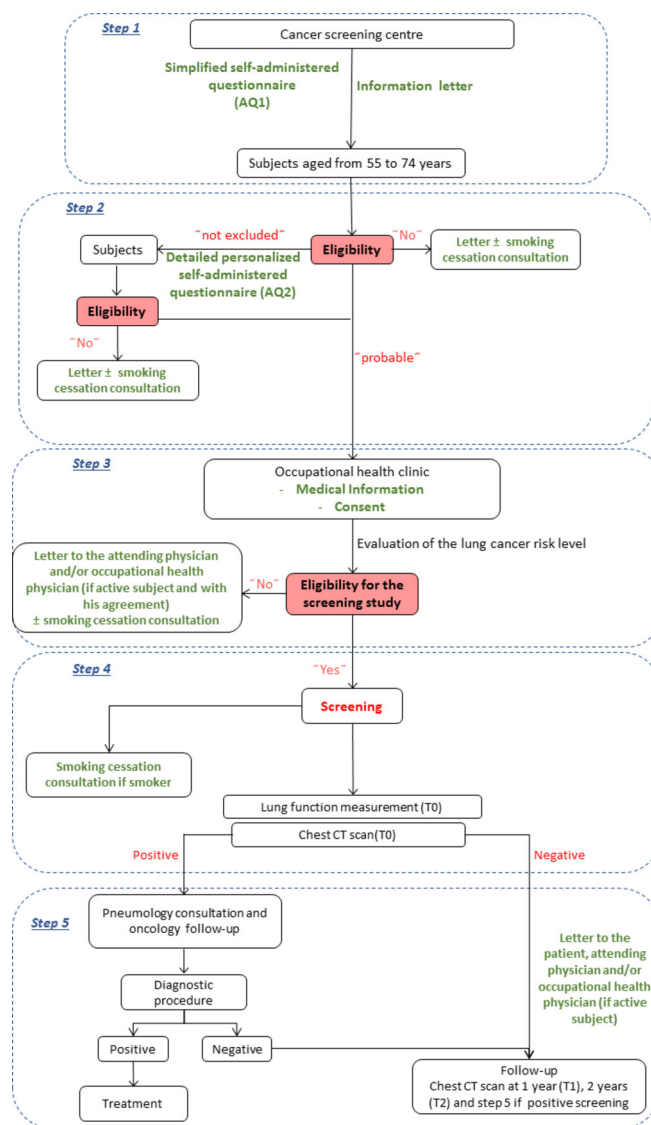 Step 1
Cancer screening centre
Simplified self-administered
questionnaire
(AQ1)
Information letter
Subjects aged from 55 to 74 years
Step 2
˝not excluded˝
˝No˝
Subjects
Eligibility
Letter ± smoking
cessation consultation
Detailed personalized
self-administered
questionnaire (AQ2)
Eligibility
˝No˝
˝probable˝
Letter ± smoking
cessation consultation
Step 3
Occupational health clinic
- Medical Information
- Consent
Evaluation of the lung cancer risk level
Letter to the attending physician
and/or occupational health
physician (if active subject and with
his agreement)
± smoking cessation consultation
˝No˝
Eligibility for the
screening study
Step 4
˝Yes˝
Screening
Smoking cessation
consultation if smoker
Lung function measurement (T0)
Chest CT scan(T0)
Positive
Negative
Step 5
Pneumology consultation and
oncology follow-up
Letter to the
patient, attending
physician and/or
occupational health
physician (if active
subject)
Diagnostic
procedure
Positive
Negative
Treatment
Follow-up
Chest CT scan at 1 year (T1), 2 years
(T2) and step 5 if positive screening